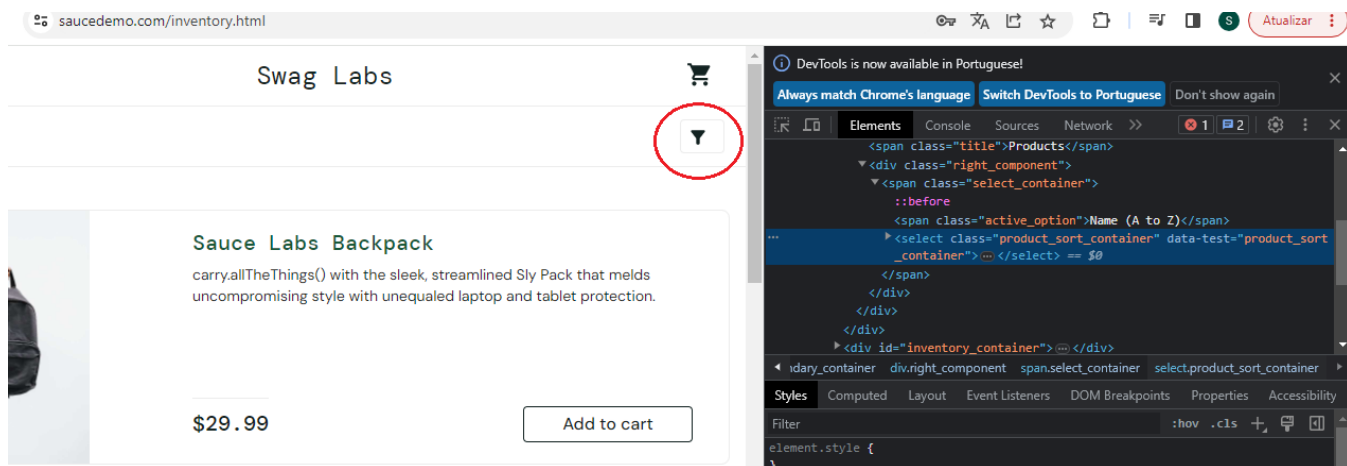 saucedemo.com/inventory.html
S
Atualizar
Swag Labs
Sauce Labs Backpack
carry.allTheThings() with the sleek, streamlined Sly Pack that melds
uncompromising style with unequaled laptop and tablet protection.
$29.99
Add to cart
DevTools is now available in Portuguese!
Always match Chrome's language Switch DevTools to Portuguese Don't show again
Elements Console Sources Network 1 2
<span class="title">Products</span>
<div class="right_component">
<span class="select_container">
::before
<span class="active_option">Name (A to Z)</span>
<select class="product_sort_container" data-test="product_sort
_container">… </select> == $0
</span>
</div>
</div>
</div>
<div id="inventory_container">… </div>
ndary_container div.right_component span.select_container select.product_sort_container
Styles Computed Layout Event Listeners DOM Breakpoints Properties Accessibility
Filter :hov .cls
element.style {
}